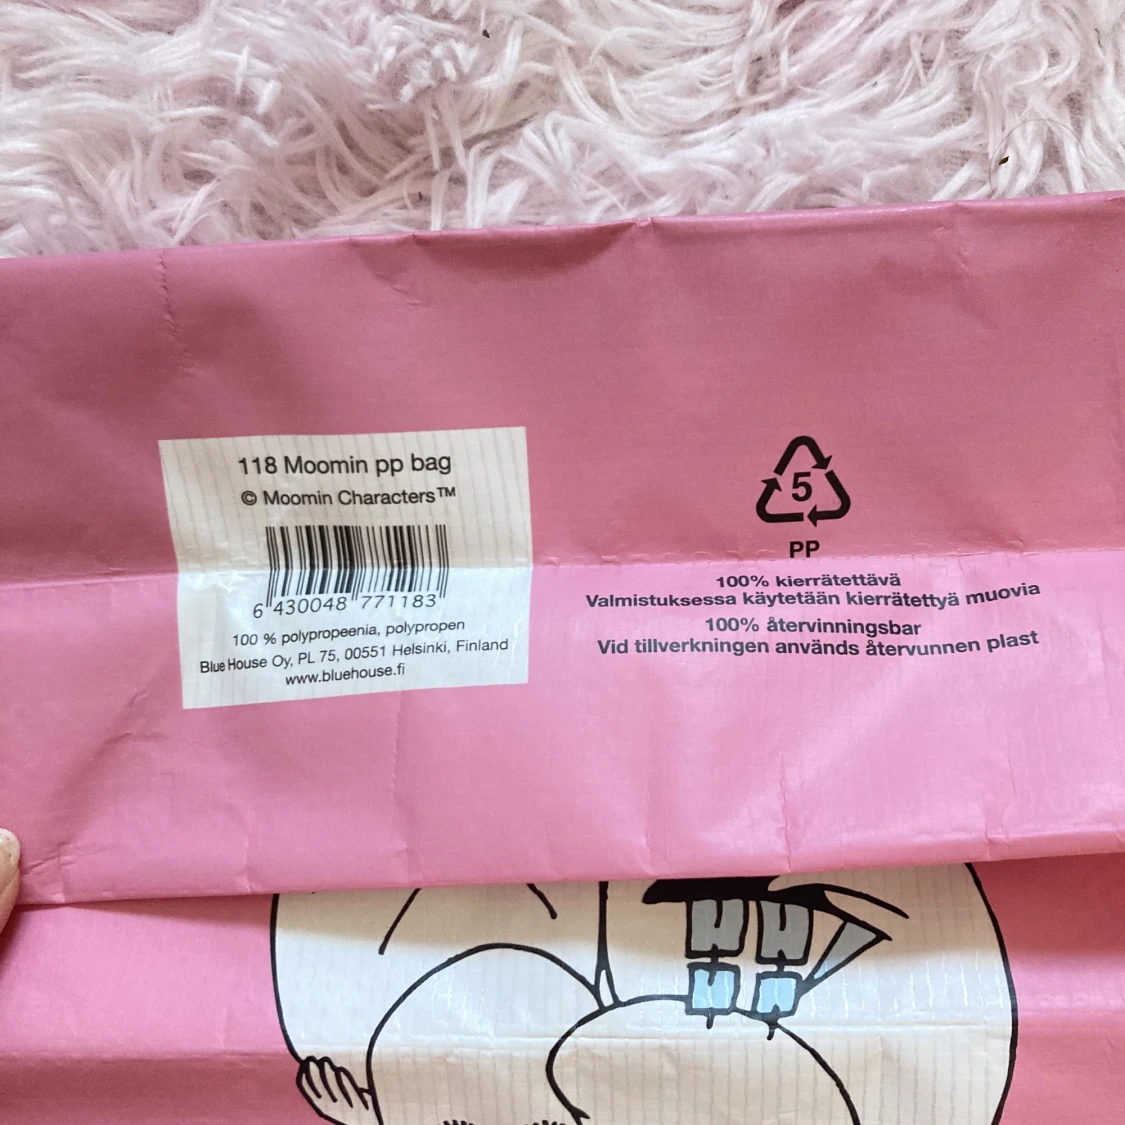 118 Moomin pp bag
© Moomin Characters™
6 430048 771183
100 % polypropeenia, polypropen
Blue House Oy, PL 75, 00551 Helsinki, Finland
www.bluehouse.fi
5
PP
100% kierrätettävä
Valmistuksessa käytetään kierrätettyä muovia
100% återvinningsbar
Vid tillverkningen används återvunnen plast